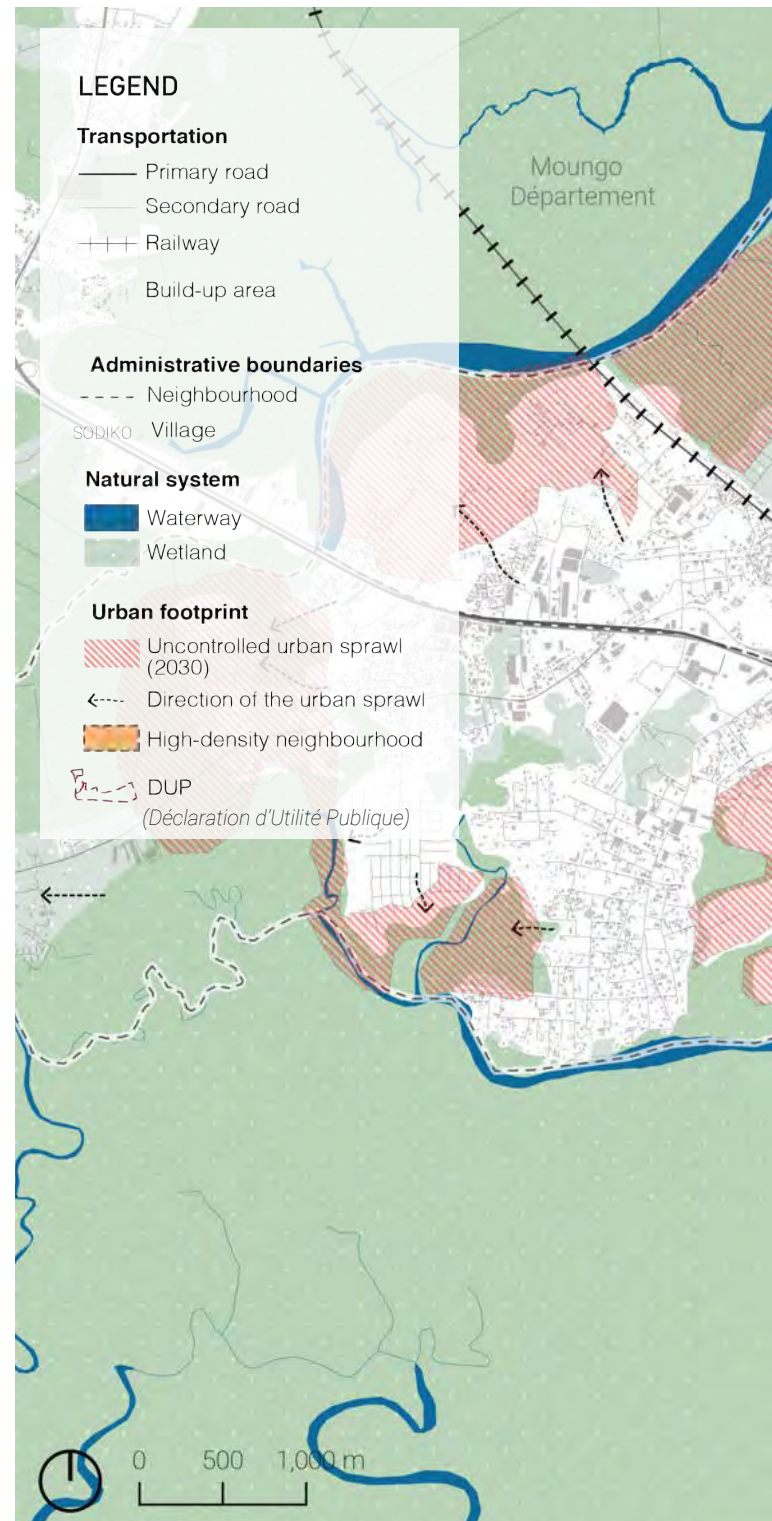 LEGEND
Transportation
Primary road
Secondary road
Railway
Build-up area
Administrative boundaries
Neighbourhood
SODIKO Village
Natural system
Waterway
Wetland
Urban footprint
Uncontrolled urban sprawl
(2030)
Direction of the urban sprawl
High-density neighbourhood
DUP
(Déclaration d'Utilité Publique)
Moungo
Département
0 500 1,000 m